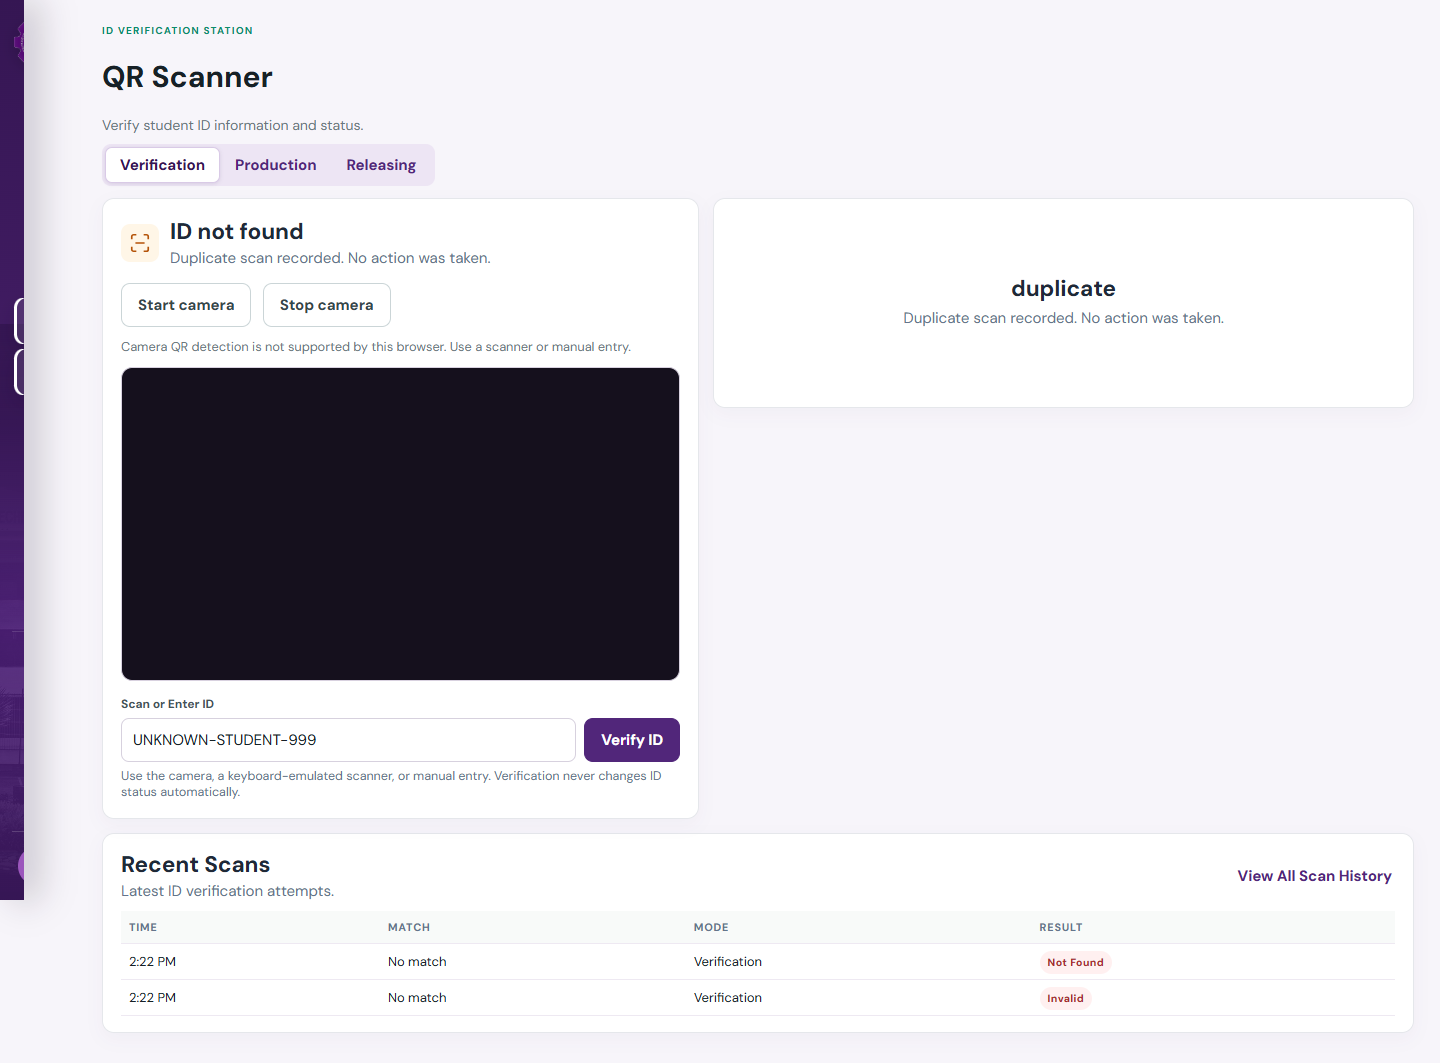 ID VERIFICATION STATION
QR Scanner
Verify student ID information and status.
Verification
Production
Releasing
ID not found
Duplicate scan recorded. No action was taken.
Start camera
Stop camera
Camera QR detection is not supported by this browser. Use a scanner or manual entry.
Scan or Enter ID
UNKNOWN-STUDENT-999
Verify ID
Use the camera, a keyboard-emulated scanner, or manual entry. Verification never changes ID
status automatically.
duplicate
Duplicate scan recorded. No action was taken.
Recent Scans
Latest ID verification attempts.
View All Scan History
TIME MATCH MODE RESULT
2:22 PM No match Verification Not Found
2:22 PM No match Verification Invalid